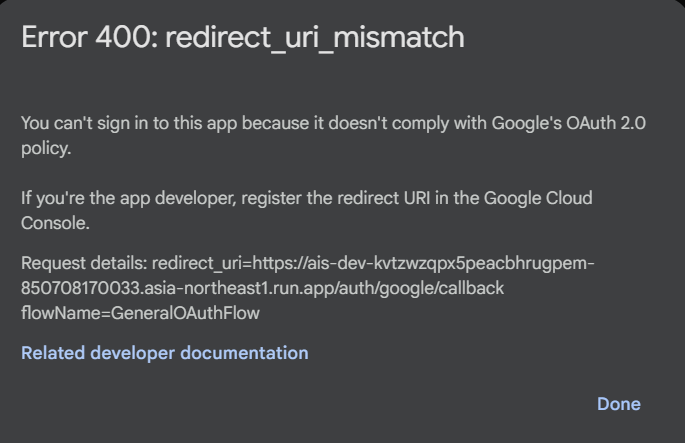 Error 400: redirect_uri_mismatch
You can't sign in to this app because it doesn't comply with Google's OAuth 2.0
policy.
If you're the app developer, register the redirect URI in the Google Cloud
Console.
Request details: redirect_uri=https://ais-dev-kvtzwzqpx5peacbhrugpem-
850708170033.asia-northeast1.run.app/auth/google/callback
flowName=GeneralOAuthFlow
Related developer documentation
Done